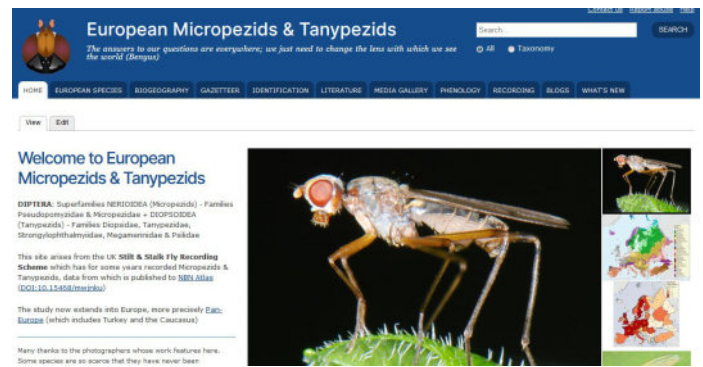 Contact us Report abuse Help
European Micropezids & Tanypezids
The answers to our questions are everywhere; we just need to change the lens with which we see
the world (Bengus)
Search...
SEARCH
All Taxonomy
HOME EUROPEAN SPECIES BIOGEOGRAPHY GAZETTEER IDENTIFICATION LITERATURE MEDIA GALLERY PHENOLOGY RECORDING BLOGS WHAT'S NEW
View Edit
Welcome to European
Micropezids & Tanypezids
DIPTERA: Superfamilies NERIOIDEA (Micropezids) - Families
Pseudopomyzidae & Micropezidae + DIOPSOIDEA
(Tanypezids) - Families Diopsidae, Tanypezidae,
Strongylophthalmyiidae, Megamerinidae & Psilidae
This site arises from the UK Stilt & Stalk Fly Recording
Scheme which has for some years recorded Micropezids &
Tanypezids, data from which is published to NBN Atlas
(DOI:10.15468/mwinku)
The study now extends into Europe, more precisely Pan-
Europe (which includes Turkey and the Caucasus)
Many thanks to the photographers whose work features here.
Some species are so scarce that they have never been